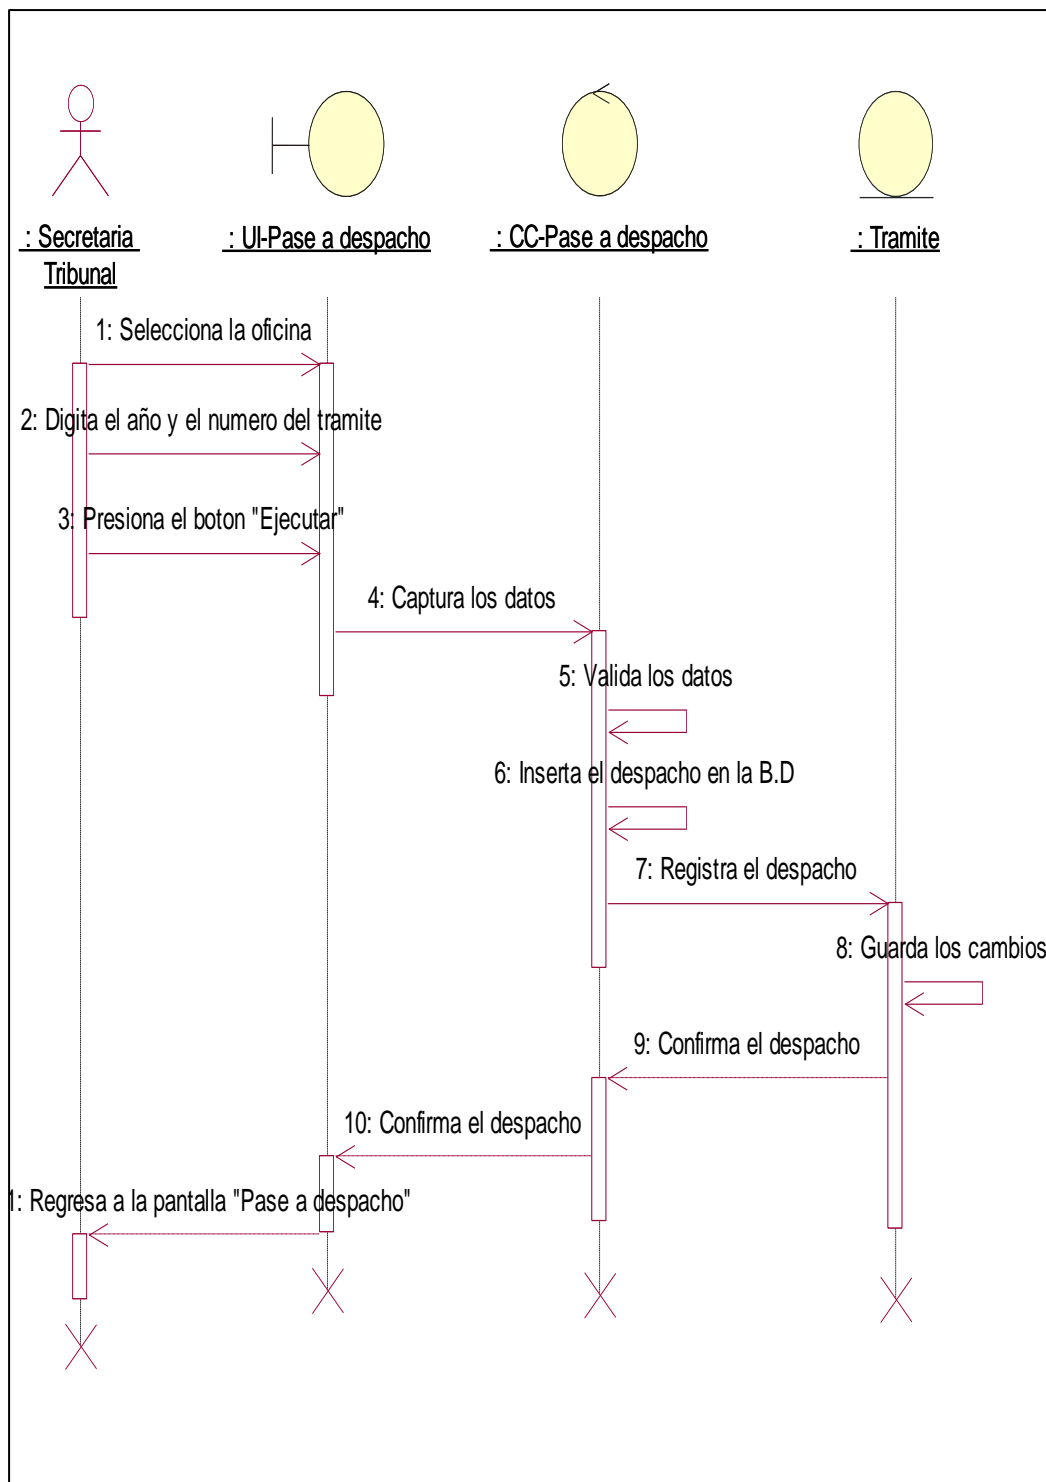 : Secretaria
Tribunal
: UI-Pase a despacho
: CC-Pase a despacho
: Tramite
1: Selecciona la oficina
2: Digita el año y el numero del tramite
3: Presiona el boton "Ejecutar"
4: Captura los datos
5: Valida los datos
6: Inserta el despacho en la B.D
7: Registra el despacho
8: Guarda los cambios
9: Confirma el despacho
10: Confirma el despacho
1: Regresa a la pantalla "Pase a despacho"